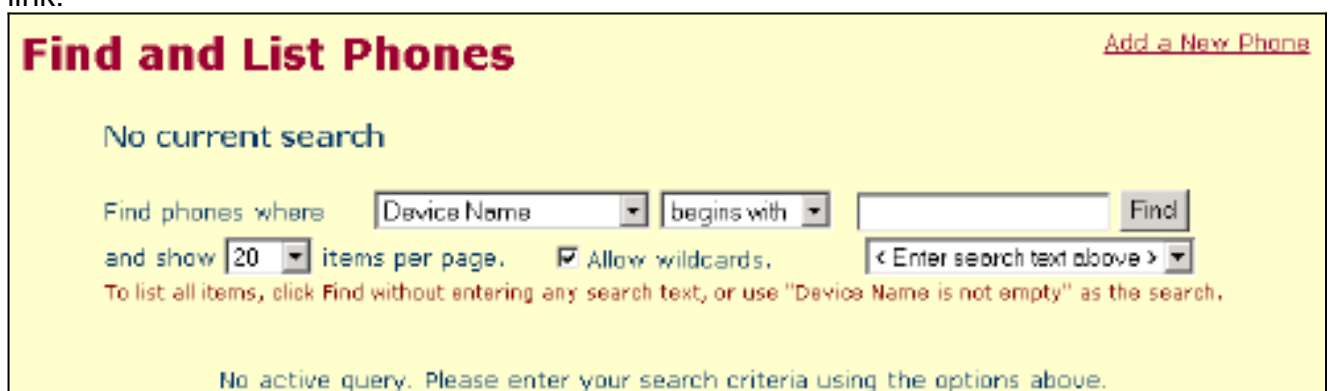 link.
Find and List Phones
Add a New Phone
No current search
Find phones where Device Name begins with Find
and show 20 items per page. Allow wildcards. < Enter search text above >
To list all items, click Find without entering any search text, or use "Device Name is not empty" as the search.
No active query. Please enter your search criteria using the options above.